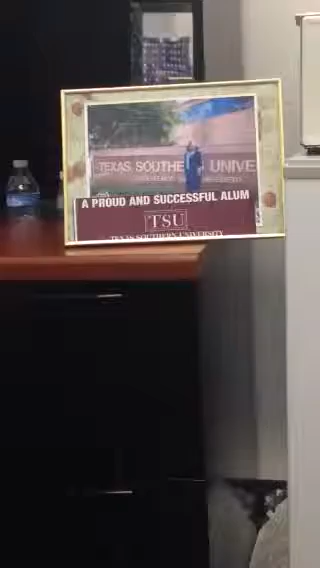 TEXAS SOUTHE UNIVE
A PROUD AND SUCCESSFUL ALUM
TSU
TEXAS SOUTHERN UNIVERSITY